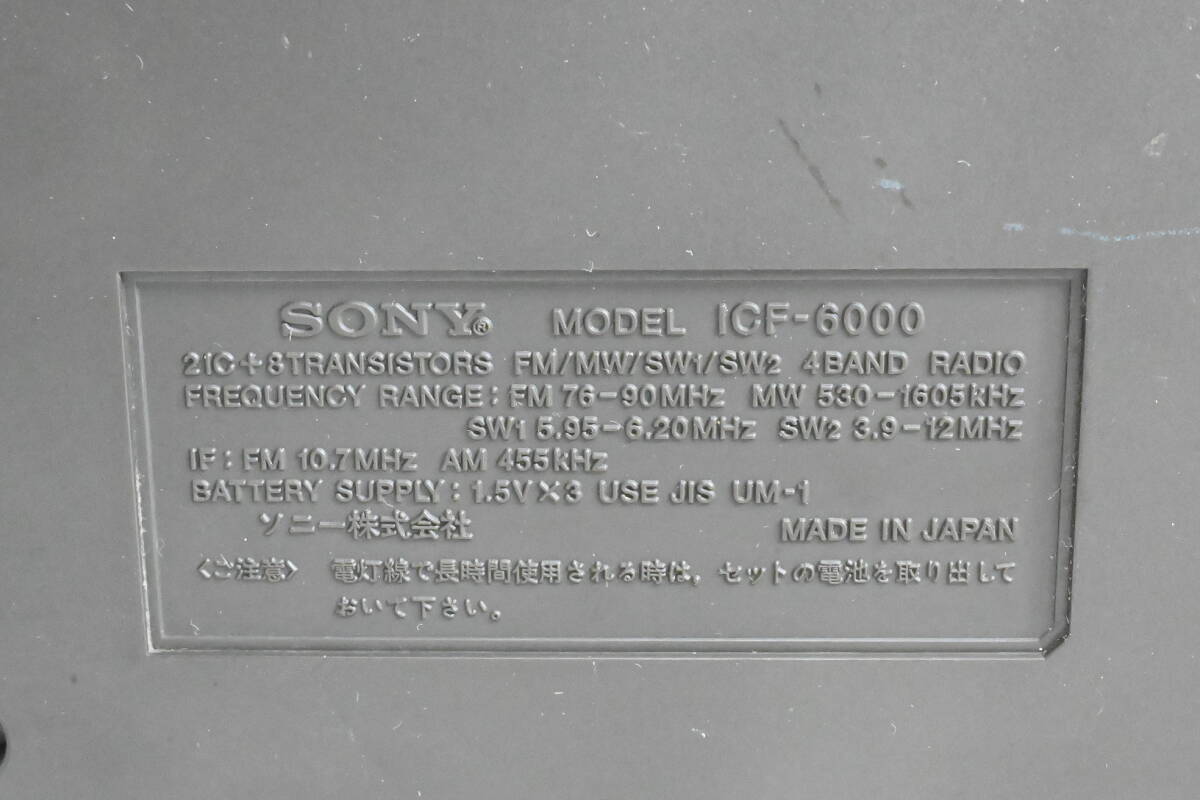 SONY® MODEL ICF-6000
2IC+8TRANSISTORS FM/MW/SW1/SW2 4BAND RADIO
FREQUENCY RANGE: FM 76-90MHz MW 530-1605kHz
SW1 5.95-6.20MHz SW2 3.9-12MHz
IF: FM 10.7MHz AM 455kHz
BATTERY SUPPLY: 1.5V×3 USE JIS UM-1
ソニー株式会社 MADE IN JAPAN
〈ご注意〉 電灯線で長時間使用される時は，セットの電池を取り出して
おいて下さい。